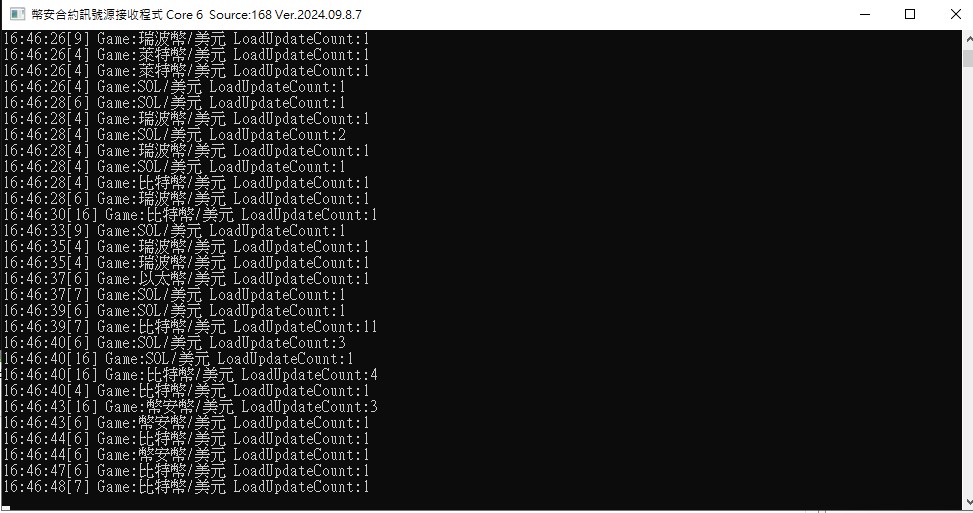 幣安合約訊號源接收程式 Core 6  Source:168 Ver.2024.09.8.7
16:46:26[9] Game:瑞波幣/美元 LoadUpdateCount:1
16:46:26[4] Game:萊特幣/美元 LoadUpdateCount:1
16:46:26[4] Game:萊特幣/美元 LoadUpdateCount:1
16:46:26[4] Game:SOL/美元 LoadUpdateCount:1
16:46:28[6] Game:SOL/美元 LoadUpdateCount:1
16:46:28[4] Game:瑞波幣/美元 LoadUpdateCount:1
16:46:28[4] Game:SOL/美元 LoadUpdateCount:2
16:46:28[4] Game:瑞波幣/美元 LoadUpdateCount:1
16:46:28[4] Game:SOL/美元 LoadUpdateCount:1
16:46:28[4] Game:比特幣/美元 LoadUpdateCount:1
16:46:28[6] Game:瑞波幣/美元 LoadUpdateCount:1
16:46:30[16] Game:比特幣/美元 LoadUpdateCount:1
16:46:33[9] Game:SOL/美元 LoadUpdateCount:1
16:46:35[4] Game:瑞波幣/美元 LoadUpdateCount:1
16:46:35[4] Game:瑞波幣/美元 LoadUpdateCount:1
16:46:37[6] Game:以太幣/美元 LoadUpdateCount:1
16:46:37[7] Game:SOL/美元 LoadUpdateCount:1
16:46:39[6] Game:SOL/美元 LoadUpdateCount:1
16:46:39[7] Game:比特幣/美元 LoadUpdateCount:11
16:46:40[6] Game:SOL/美元 LoadUpdateCount:3
16:46:40[16] Game:SOL/美元 LoadUpdateCount:1
16:46:40[16] Game:比特幣/美元 LoadUpdateCount:4
16:46:40[4] Game:比特幣/美元 LoadUpdateCount:1
16:46:43[16] Game:幣安幣/美元 LoadUpdateCount:3
16:46:43[6] Game:幣安幣/美元 LoadUpdateCount:1
16:46:44[6] Game:比特幣/美元 LoadUpdateCount:1
16:46:44[6] Game:幣安幣/美元 LoadUpdateCount:1
16:46:47[6] Game:比特幣/美元 LoadUpdateCount:1
16:46:48[7] Game:比特幣/美元 LoadUpdateCount:1